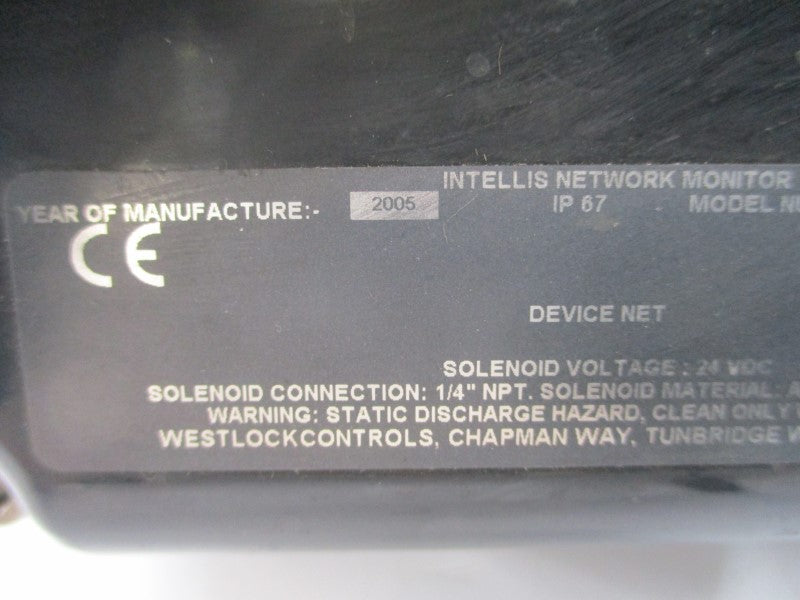 INTELLIS NETWORK MONITOR
YEAR OF MANUFACTURE:- 2005 IP 67 MODEL
CE
DEVICE NET
SOLENOID VOLTAGE : 24 VDC
SOLENOID CONNECTION: 1/4" NPT. SOLENOID MATERIAL:
WARNING: STATIC DISCHARGE HAZARD, CLEAN ONLY
WESTLOCKCONTROLS, CHAPMAN WAY, TUNBRIDGE